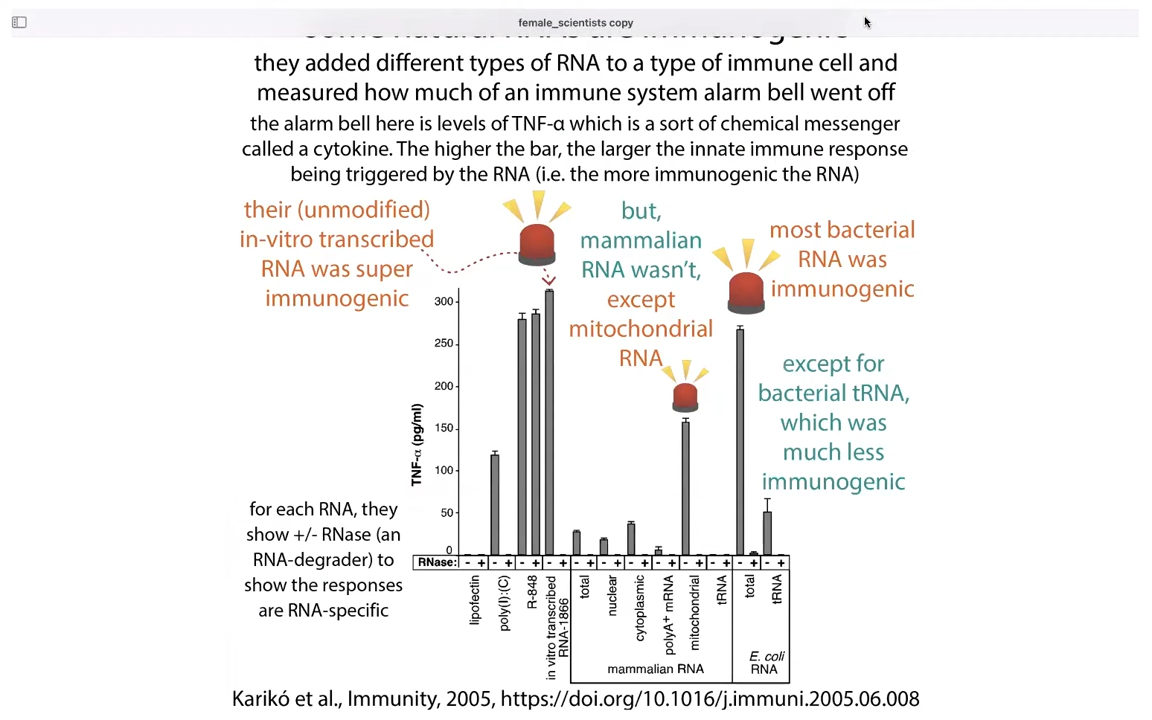 female_scientists copy
some natural RNAs are immunogenic
they added different types of RNA to a type of immune cell and
measured how much of an immune system alarm bell went off
the alarm bell here is levels of TNF-α which is a sort of chemical messenger
called a cytokine. The higher the bar, the larger the innate immune response
being triggered by the RNA (i.e. the more immunogenic the RNA)
their (unmodified)
in-vitro transcribed
RNA was super
immunogenic
but,
mammalian
RNA wasn't,
except
mitochondrial
RNA
most bacterial
RNA was
immunogenic
except for
bacterial tRNA,
which was
much less
immunogenic
for each RNA, they
show +/- RNase (an
RNA-degrader) to
show the responses
are RNA-specific
TNF-α (pg/ml)
300
250
200
150
100
50
0
RNase: - + - + - + - + - + - + - + - + - + - + - + - +
lipofectin
poly(I):(C)
R-848
in vitro transcribed
RNA-1866
total
nuclear
cytoplasmic
polyA+ mRNA
mitochondrial
tRNA
mammalian RNA
total
tRNA
E. coli
RNA
Karikó et al., Immunity, 2005, https://doi.org/10.1016/j.immuni.2005.06.008